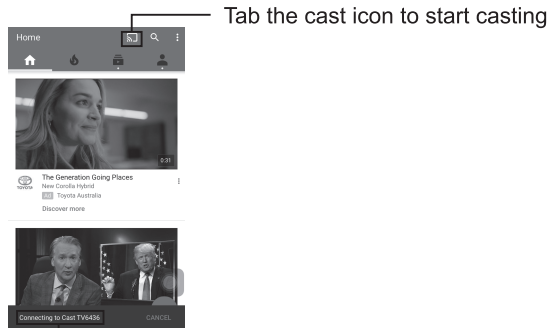 Tab the cast icon to start casting
Home
0:31
The Generation Going Places
TOYOTA
New Corolla Hybrid
Ad Toyota Australia
Discover more
Connecting to Cast TV6436 CANCEL